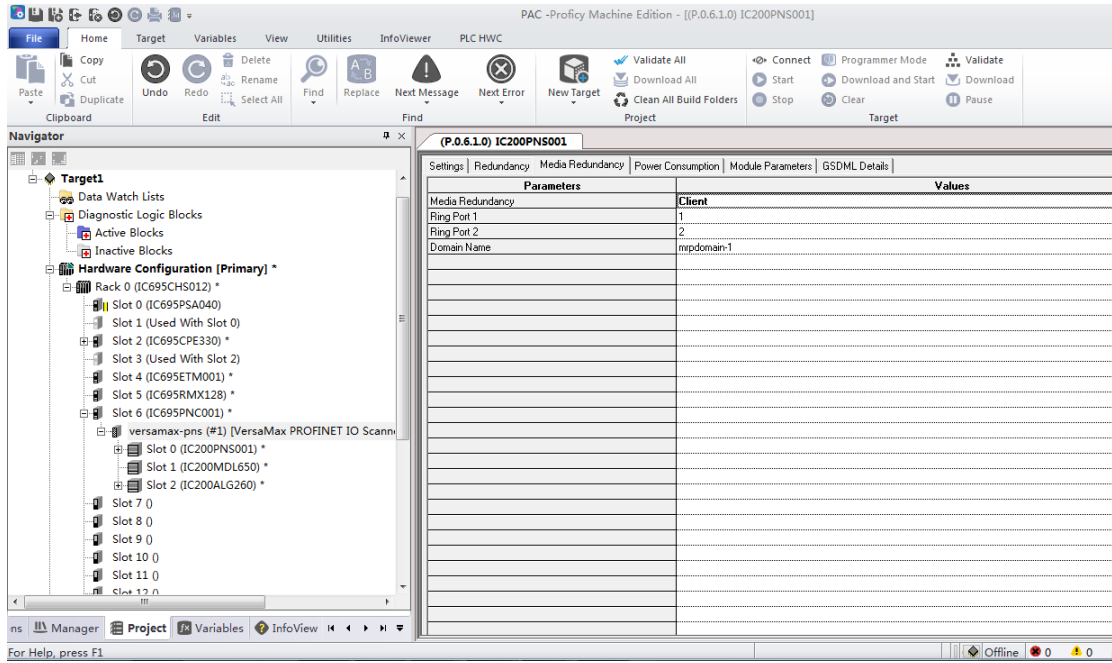 PAC -Proficy Machine Edition - [(P.0.6.1.0) IC200PNS001]
File Home Target Variables View Utilities InfoViewer PLC HWC
Paste
Copy
Cut
Duplicate
Clipboard
Undo Redo
Delete
Rename
Select All
Edit
Find Replace Next Message Next Error
Find
New Target
Validate All
Download All
Clean All Build Folders
Project
Connect Programmer Mode Validate
Start Download and Start Download
Stop Clear Pause
Target
Navigator
Target1
Data Watch Lists
Diagnostic Logic Blocks
Active Blocks
Inactive Blocks
Hardware Configuration [Primary] *
Rack 0 (IC695CHS012) *
Slot 0 (IC695PSA040)
Slot 1 (Used With Slot 0)
Slot 2 (IC695CPE330) *
Slot 3 (Used With Slot 2)
Slot 4 (IC695ETM001) *
Slot 5 (IC695RMX128) *
Slot 6 (IC695PNC001) *
versamax-pns (#1) [VersaMax PROFINET IO Scann
Slot 0 (IC200PNS001) *
Slot 1 (IC200MDL650) *
Slot 2 (IC200ALG260) *
Slot 7 ()
Slot 8 ()
Slot 9 ()
Slot 10 ()
Slot 11 ()
Slot 12 ()
ns Manager Project Variables InfoView
(P.0.6.1.0) IC200PNS001
Settings Redundancy Media Redundancy Power Consumption Module Parameters GSDML Details
Parameters Values
Media Redundancy Client
Ring Port 1 1
Ring Port 2 2
Domain Name mrpdomain-1
For Help, press F1
Offline 0 0